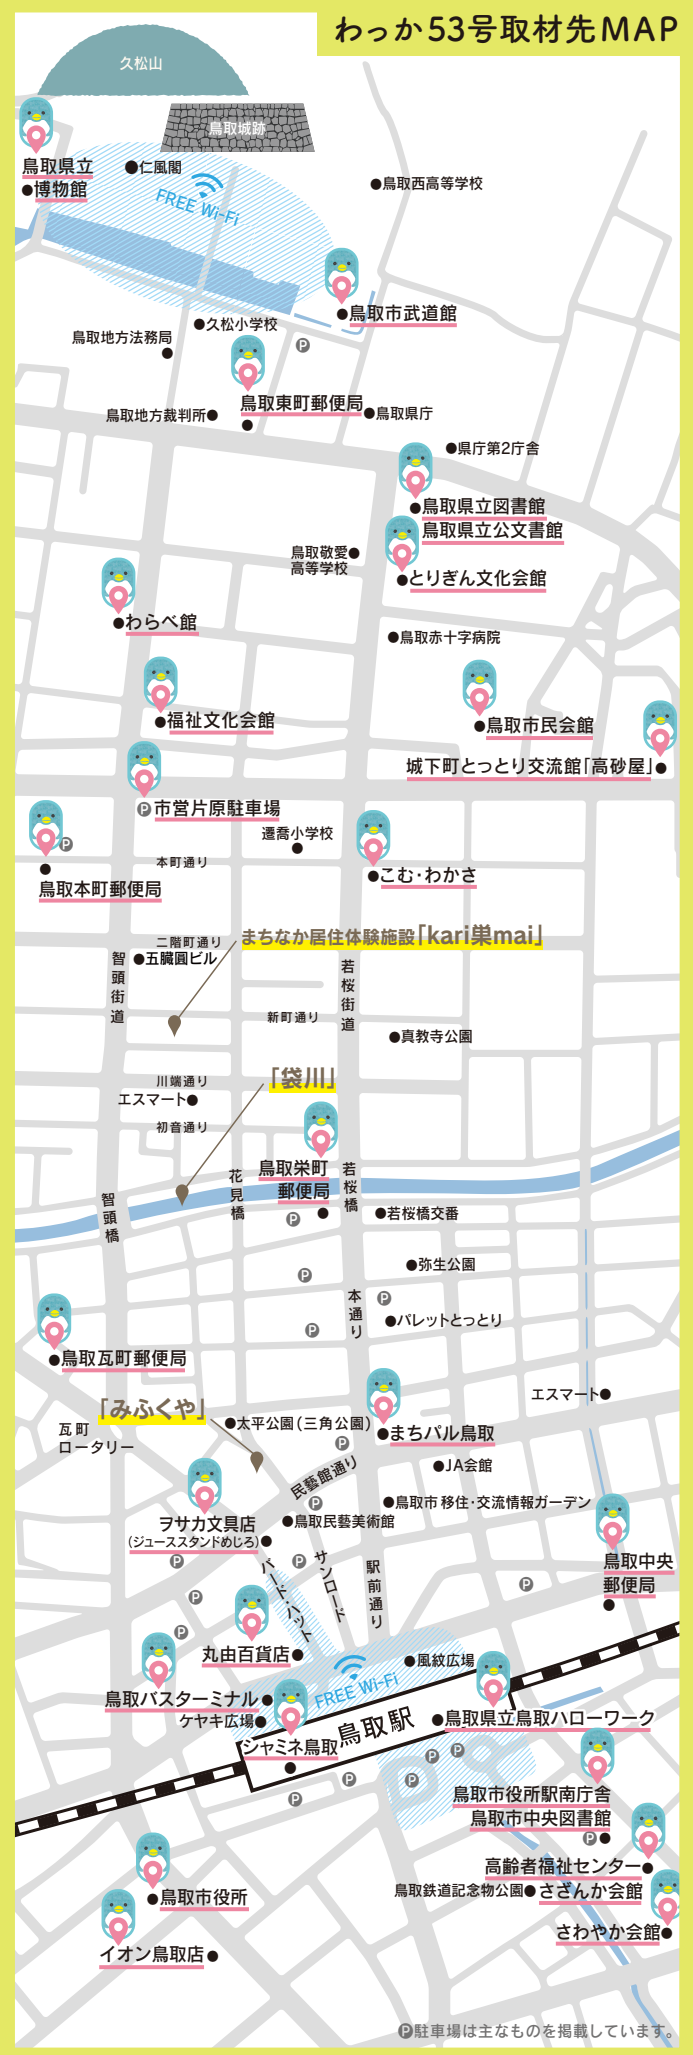 わっか53号取材先MAP
久松山
鳥取城跡
鳥取県立
博物館
仁風閣
FREE Wi-Fi
鳥取西高等学校
鳥取市武道館
久松小学校
鳥取地方法務局
P
鳥取東町郵便局
鳥取県庁
鳥取地方裁判所
県庁第2庁舎
鳥取県立図書館
鳥取県立公文書館
鳥取敬愛
高等学校
とりぎん文化会館
わらべ館
鳥取赤十字病院
福祉文化会館
鳥取市民会館
城下町とっとり交流館「高砂屋」
P市営片原駐車場
遷喬小学校
P
本町通り
こむ・わかさ
鳥取本町郵便局
まちなか居住体験施設「kari巣mai」
二階町通り
五臓圓ビル
智頭街道
若桜街道
新町通り
真教寺公園
「袋川」
川端通り
エスマート
初音通り
鳥取栄町
郵便局
花見橋
若桜橋
智頭橋
P
若桜橋交番
弥生公園
P
本通り
P
パレットとっとり
P
鳥取瓦町郵便局
エスマート
「みふくや」
太平公園(三角公園)
瓦町
ロータリー
まちパル鳥取
P
JA会館
民藝館通り
鳥取市 移住・交流情報ガーデン
P
ヲサカ文具店
(ジューススタンドめじろ)
鳥取民藝美術館
鳥取中央
郵便局
P
P
バード・ハット
サンロード
駅前通り
P
P
P
丸由百貨店
風紋広場
FREE Wi-Fi
鳥取バスターミナル
ケヤキ広場
鳥取駅
鳥取県立鳥取ハローワーク
シャミネ鳥取
P
P
P
P
P
鳥取市役所駅南庁舎
鳥取市中央図書館
P
高齢者福祉センター
鳥取鉄道記念物公園
さざんか会館
鳥取市役所
さわやか会館
イオン鳥取店
P駐車場は主なものを掲載しています。